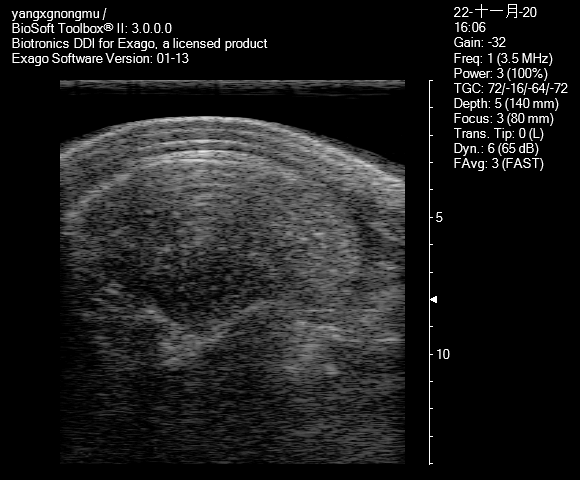 yangxgnongmu /
BioSoft Toolbox® II: 3.0.0.0
Biotronics DDI for Exago, a licensed product
Exago Software Version: 01-13
22-十一月-20
16:06
Gain: -32
Freq: 1 (3.5 MHz)
Power: 3 (100%)
TGC: 72/-16/-64/-72
Depth: 5 (140 mm)
Focus: 3 (80 mm)
Trans. Tip: 0 (L)
Dyn.: 6 (65 dB)
FAvg: 3 (FAST)
5
10